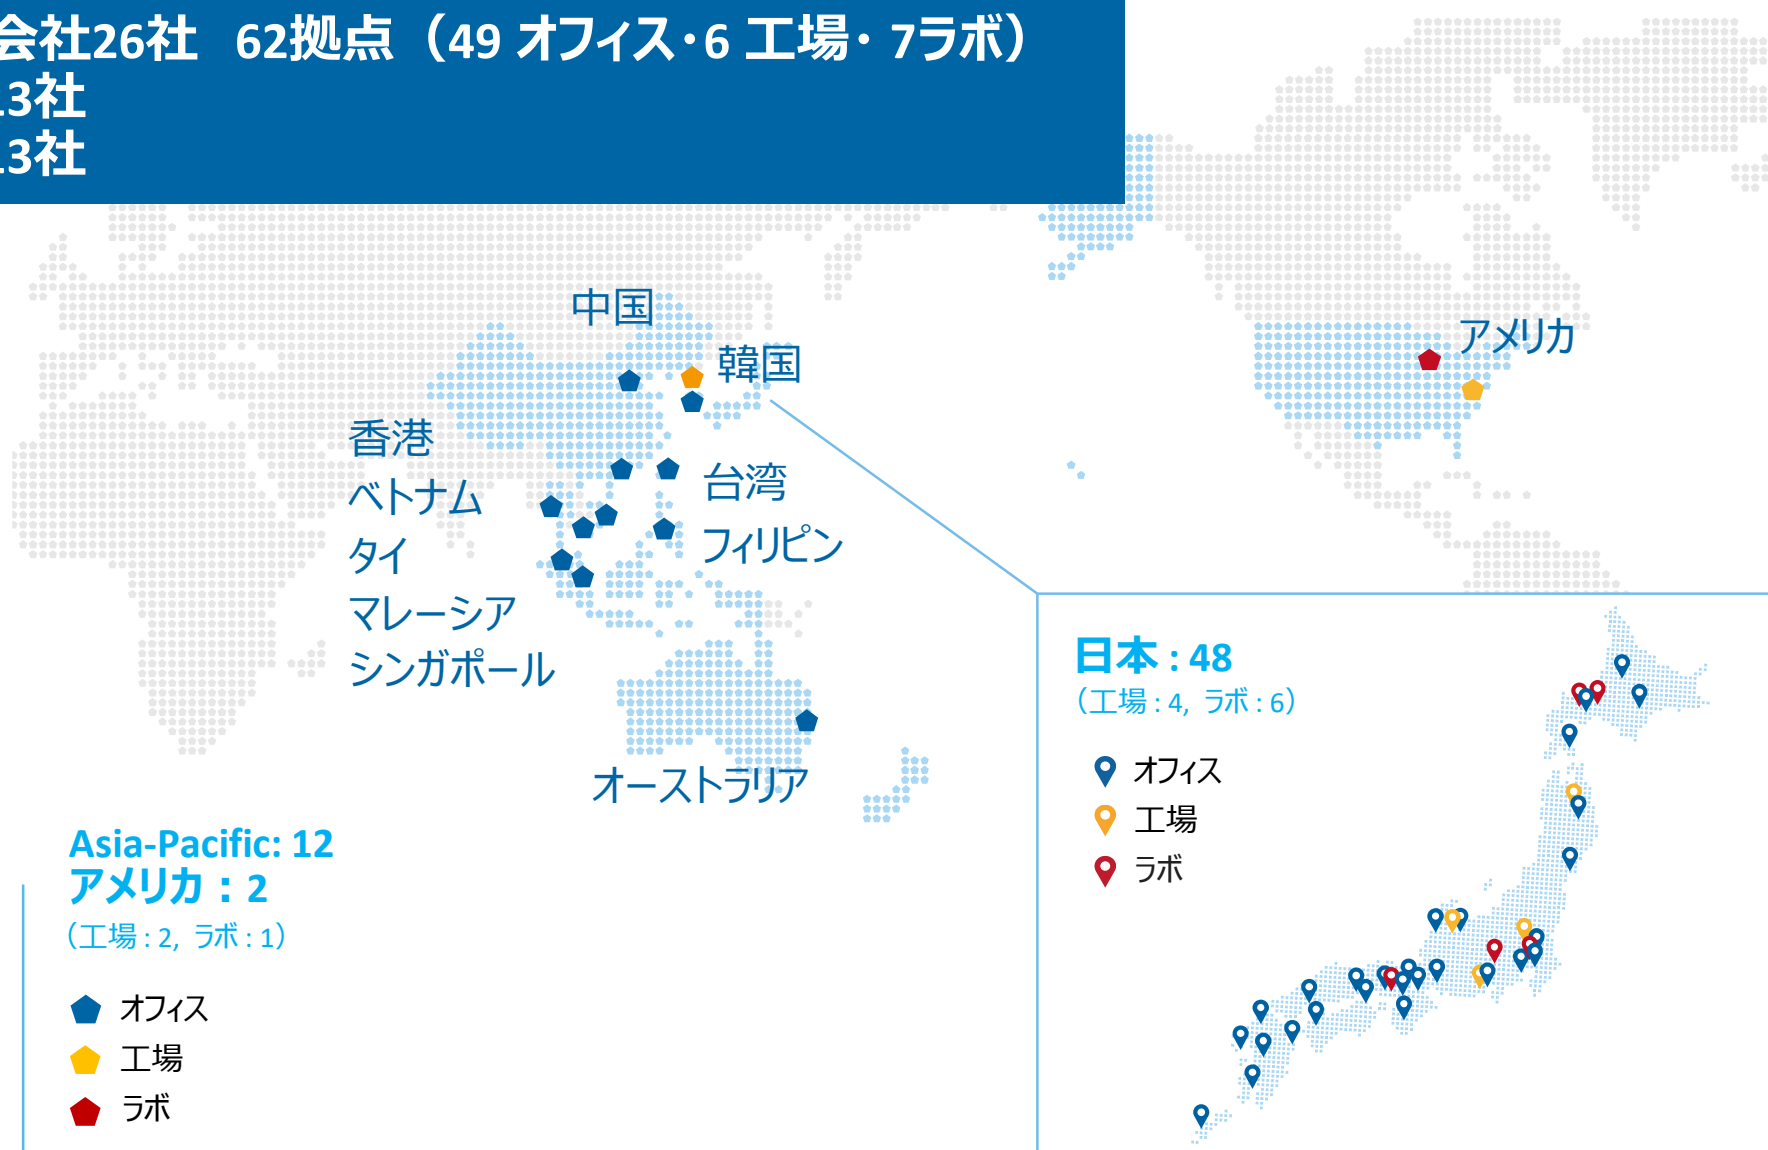 会社26社 62拠点（49 オフィス・6 工場・ 7ラボ）
13社
13社
中国
韓国
アメリカ
香港
ベトナム
タイ
マレーシア
シンガポール
台湾
フィリピン
オーストラリア
Asia-Pacific: 12
アメリカ : 2
（工場 : 2, ラボ : 1）
オフィス
工場
ラボ
日本 : 48
（工場 : 4, ラボ : 6）
オフィス
工場
ラボ